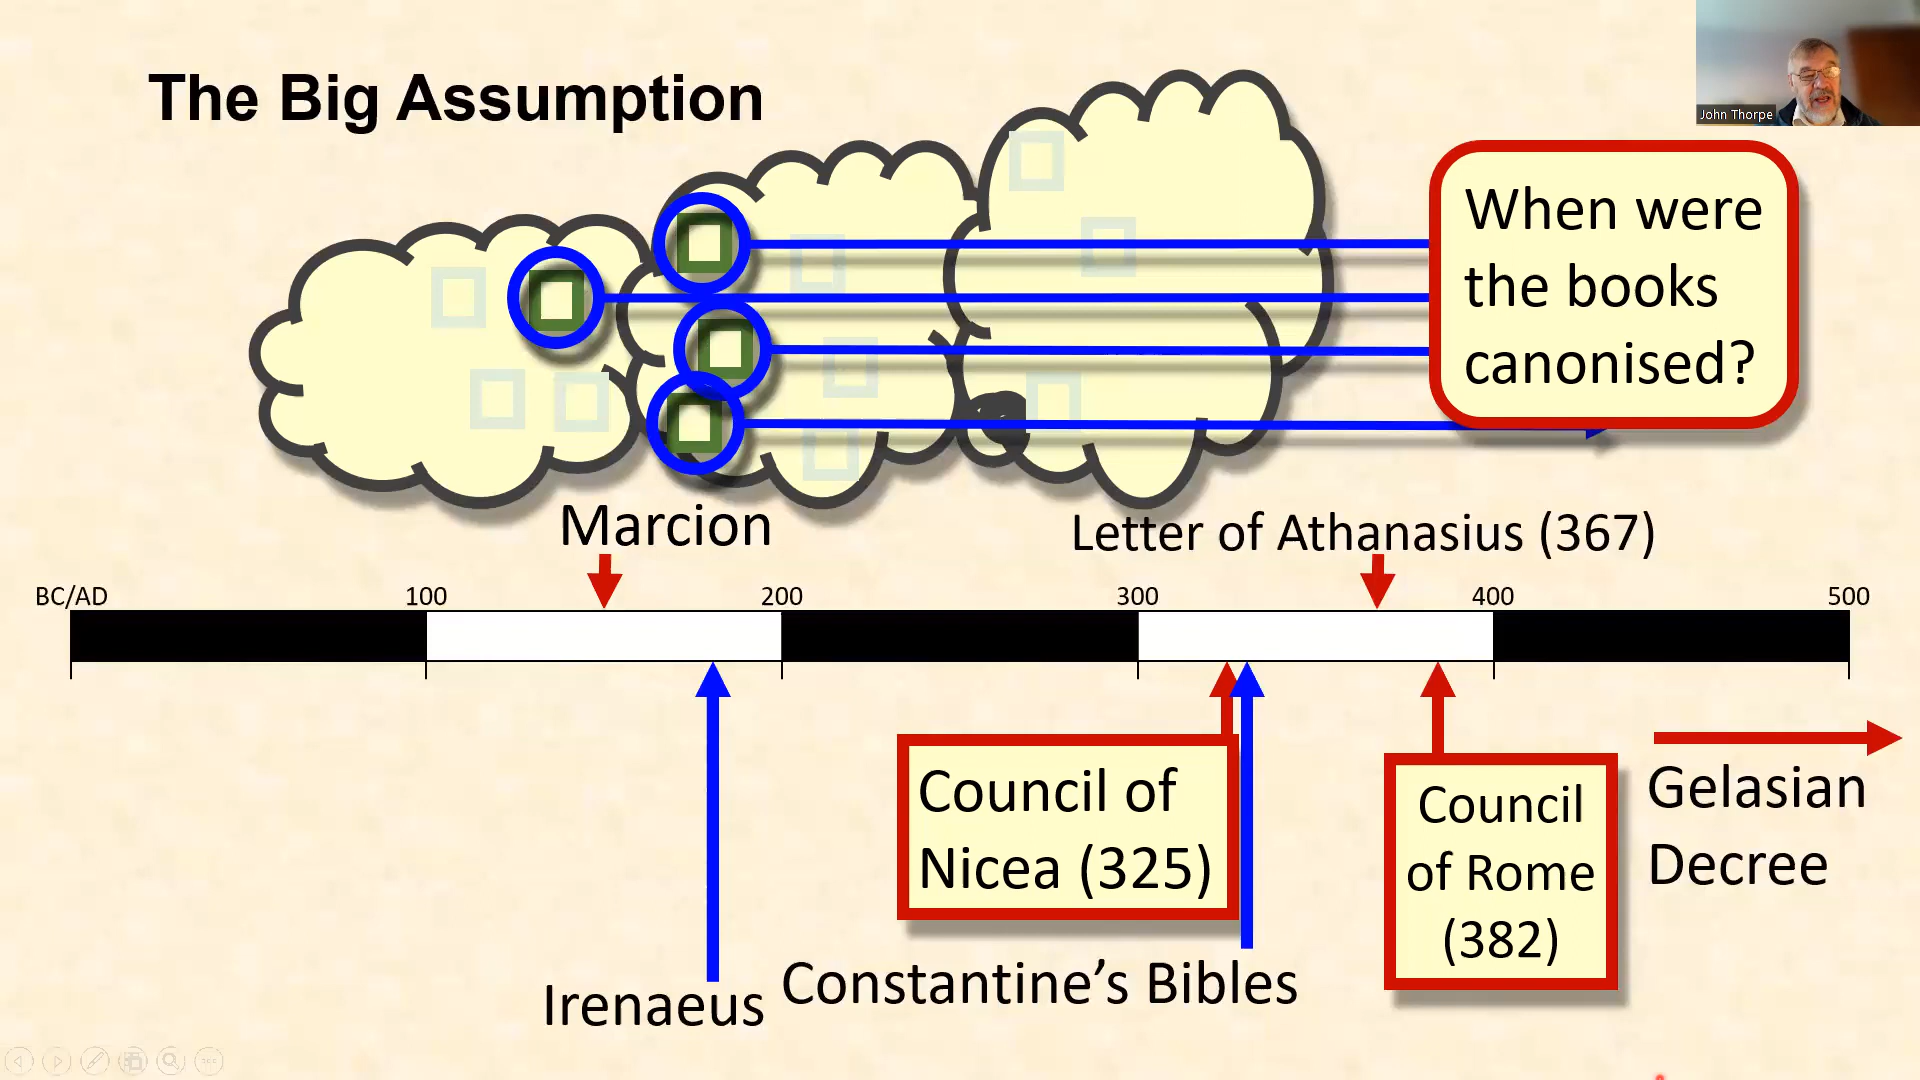 The Big Assumption
John Thorpe
When were
the books
canonised?
Marcion
Letter of Athanasius (367)
BC/AD
100
200
300
400
500
Council of
Nicea (325)
Council
of Rome
(382)
Gelasian
Decree
Irenaeus
Constantine’s Bibles